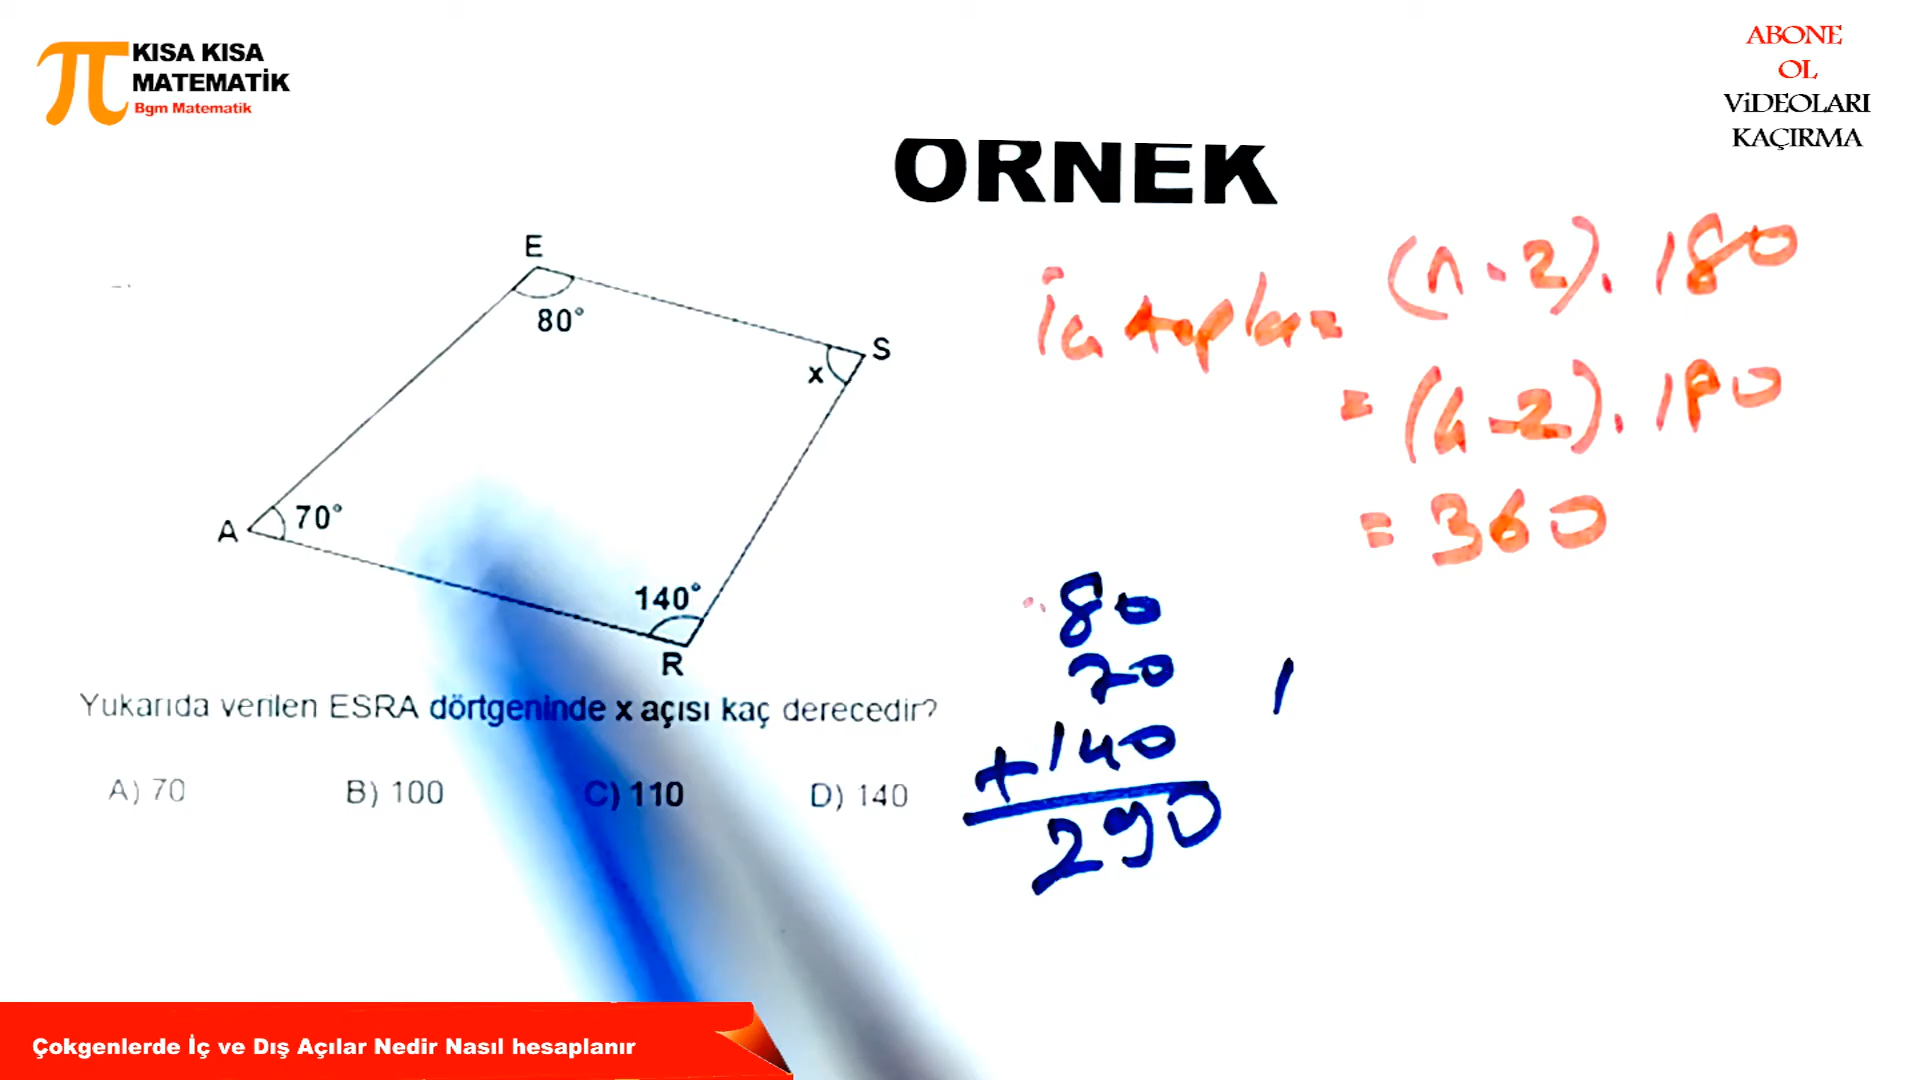 KISA KISA
MATEMATİK
Bgm Matematik
ABONE
OL
VİDEOLARI
KAÇIRMA
ÖRNEK
E
80°
S
x
A
70°
140°
R
Yukarıda verilen ESRA dörtgeninde x açısı kaç derecedir?
A) 70 B) 100 C) 110 D) 140
İç toplam = (n-2).180
= (4-2).180
= 360
80
70
+140
290
Çokgenlerde İç ve Dış Açılar Nedir Nasıl hesaplanır